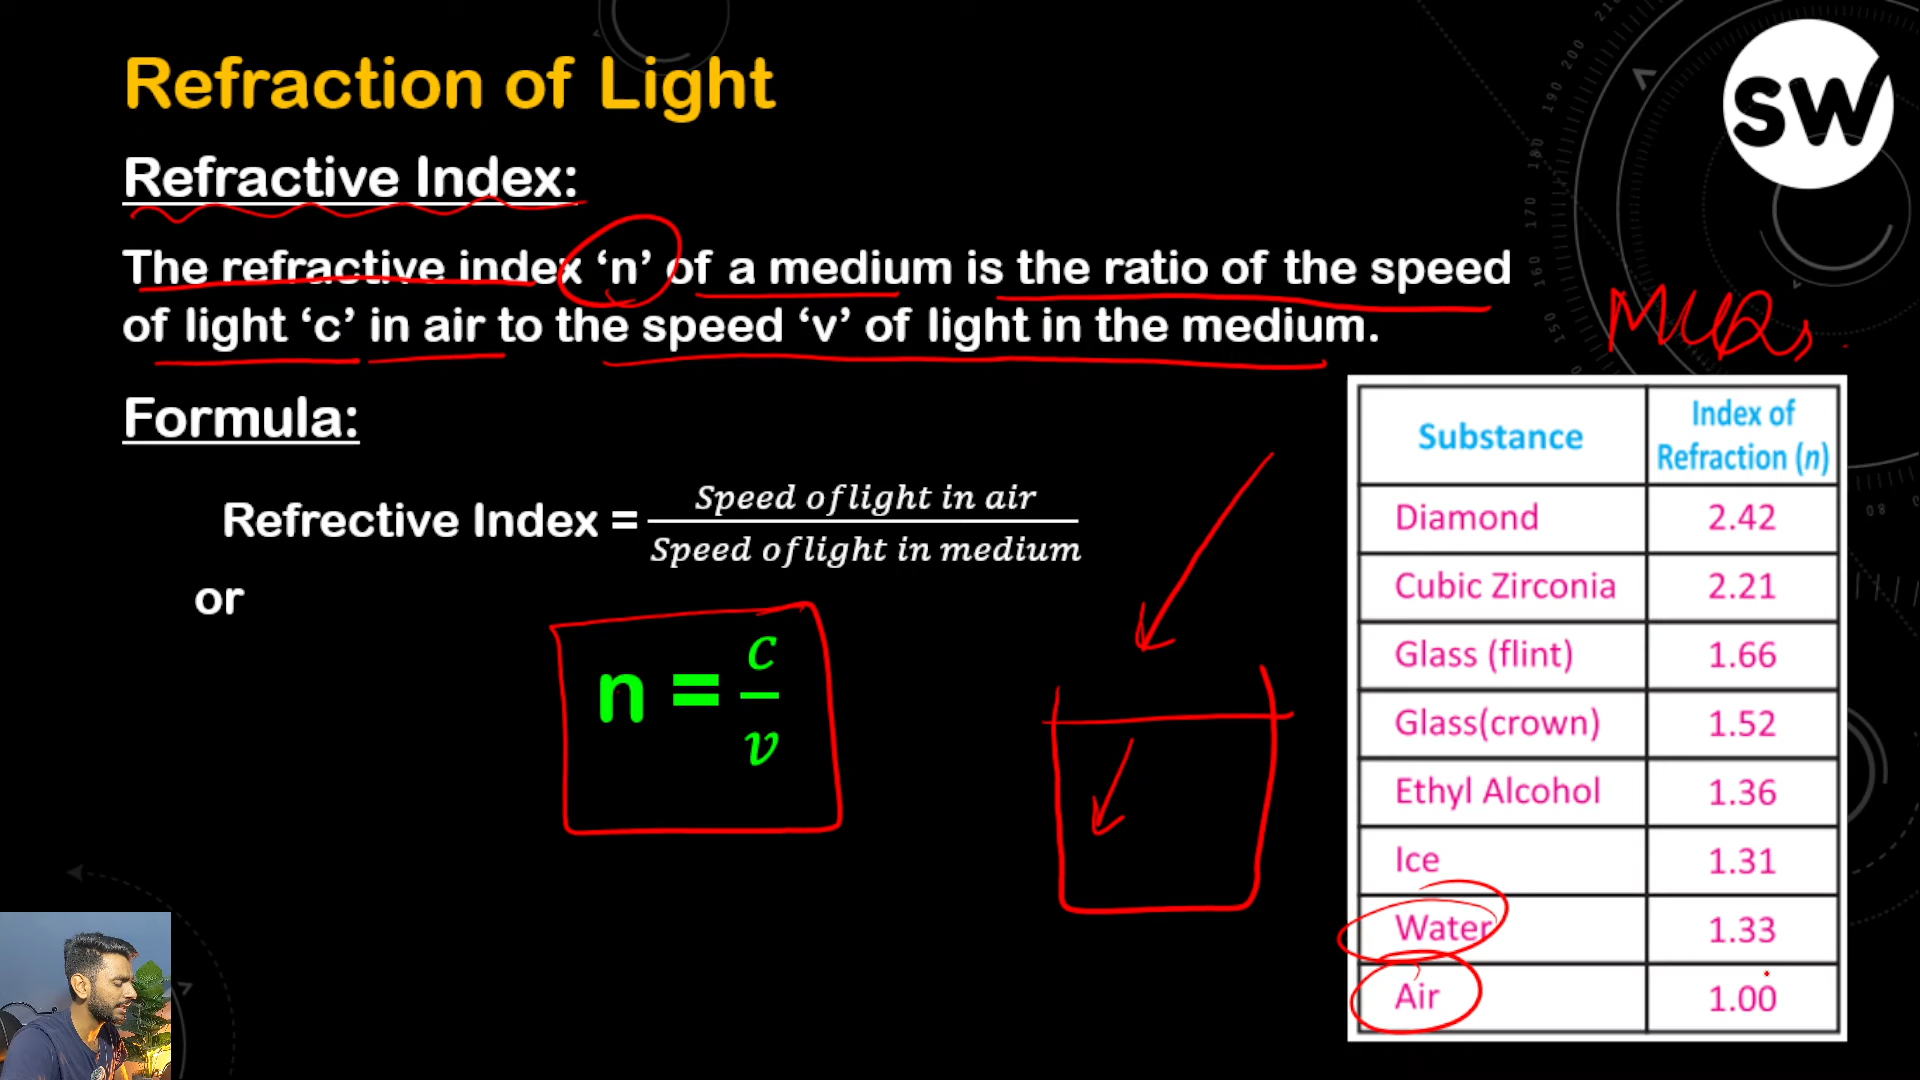 Refraction of Light
SW
Refractive Index:
The refractive index ‘n’ of a medium is the ratio of the speed
of light ‘c’ in air to the speed ‘v’ of light in the medium.
MCQs
Formula:
Refrective Index = Speed of light in air / Speed of light in medium
or
n = c / v
Substance Index of Refraction (n)
Diamond 2.42
Cubic Zirconia 2.21
Glass (flint) 1.66
Glass(crown) 1.52
Ethyl Alcohol 1.36
Ice 1.31
Water 1.33
Air 1.00